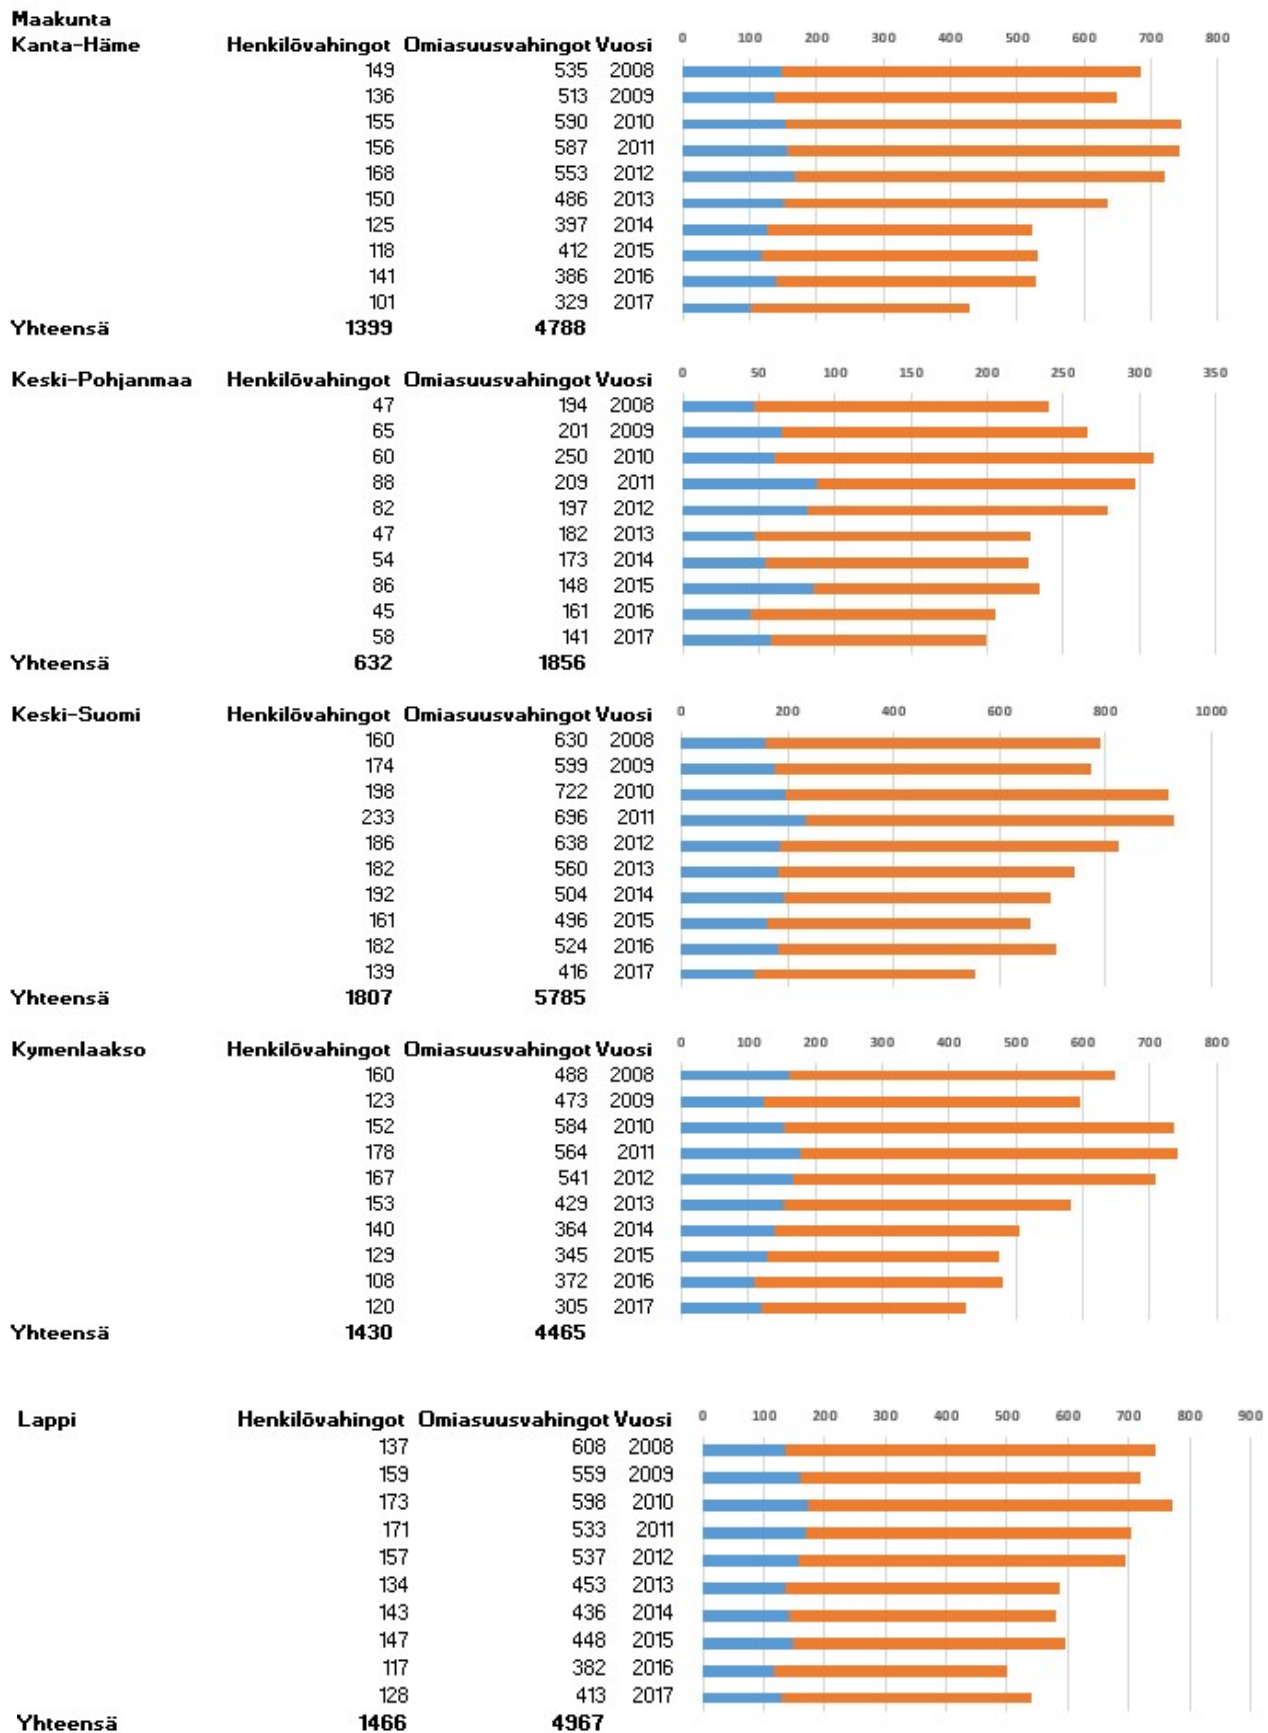 Maakunta
Kanta-Häme Henkilövahingot Omiasuusvahingot Vuosi 0 100 200 300 400 500 600 700 800
149 535 2008
136 513 2009
155 590 2010
156 587 2011
168 553 2012
150 486 2013
125 397 2014
118 412 2015
141 386 2016
101 329 2017
Yhteensä 1399 4788
Keski-Pohjanmaa Henkilövahingot Omiasuusvahingot Vuosi 0 50 100 150 200 250 300 350
47 194 2008
65 201 2009
60 250 2010
88 209 2011
82 197 2012
47 182 2013
54 173 2014
86 148 2015
45 161 2016
58 141 2017
Yhteensä 632 1856
Keski-Suomi Henkilövahingot Omiasuusvahingot Vuosi 0 200 400 600 800 1000
160 630 2008
174 599 2009
198 722 2010
233 696 2011
186 638 2012
182 560 2013
192 504 2014
161 496 2015
182 524 2016
139 416 2017
Yhteensä 1807 5785
Kymenlaakso Henkilövahingot Omiasuusvahingot Vuosi 0 100 200 300 400 500 600 700 800
160 488 2008
123 473 2009
152 584 2010
178 564 2011
167 541 2012
153 429 2013
140 364 2014
129 345 2015
108 372 2016
120 305 2017
Yhteensä 1430 4465
Lappi Henkilövahingot Omiasuusvahingot Vuosi 0 100 200 300 400 500 600 700 800 900
137 608 2008
159 559 2009
173 598 2010
171 533 2011
157 537 2012
134 453 2013
143 436 2014
147 448 2015
117 382 2016
128 413 2017
Yhteensä 1466 4967